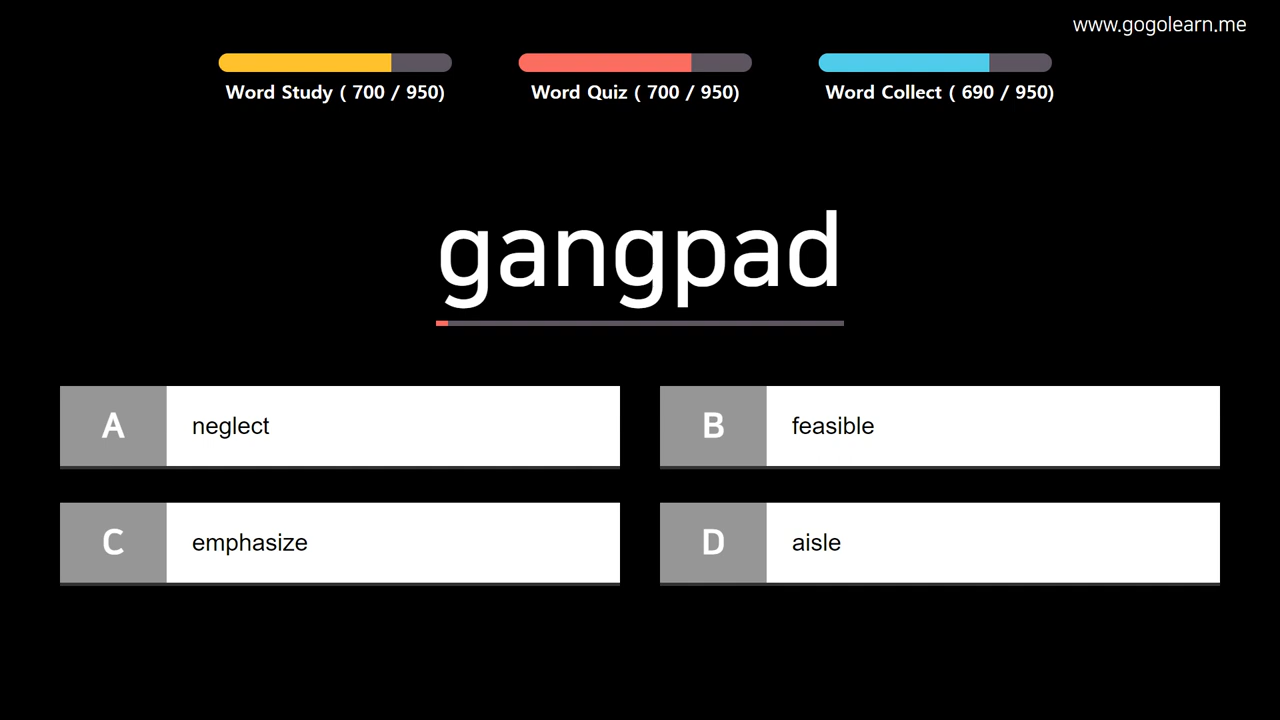 www.gogolearn.me
Word Study ( 700 / 950)
Word Quiz ( 700 / 950)
Word Collect ( 690 / 950)
gangpad
A neglect
B feasible
C emphasize
D aisle